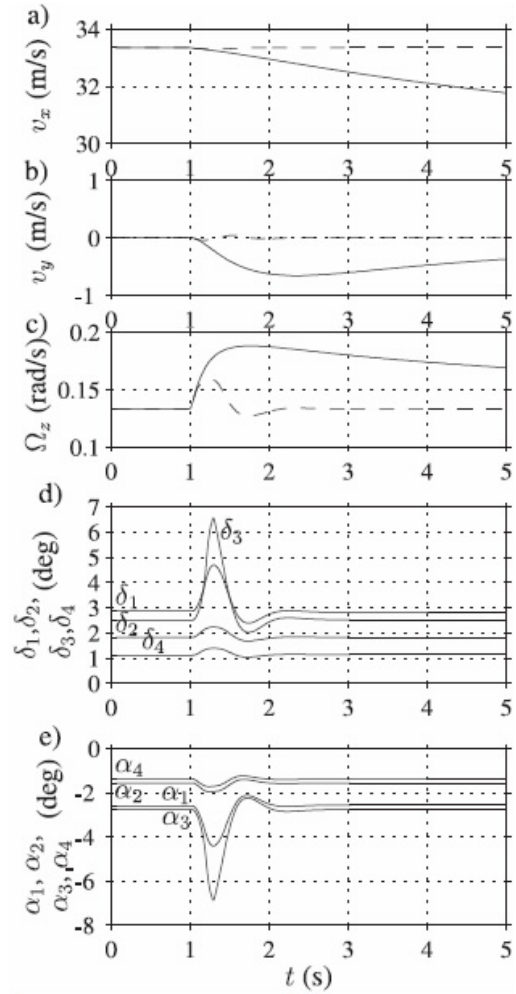 a)
34
32
30
v_x (m/s)
0 1 2 3 4 5
b)
1
0
-1
v_y (m/s)
0 1 2 3 4 5
c)
0.2
0.15
0.1
Ω_z (rad/s)
0 1 2 3 4 5
d)
7
6
5
4
3
2
1
0
δ_1, δ_2, (deg)
δ_3, δ_4
δ_3
δ_1
δ_2
δ_4
0 1 2 3 4 5
e)
0
-2
-4
-6
-8
α_1, α_2, (deg)
α_3, α_4
α_4
α_2 α_1
α_3
0 1 2 3 4 5
t (s)